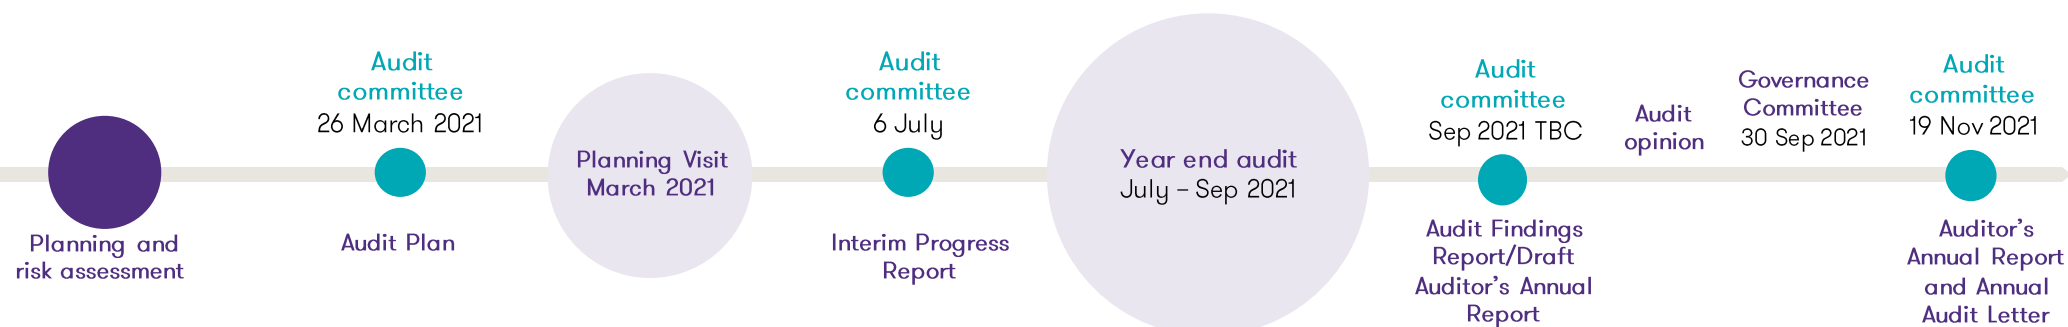 Planning and
risk assessment
Audit
committee
26 March 2021
Audit Plan
Planning Visit
March 2021
Audit
committee
6 July
Interim Progress
Report
Year end audit
July – Sep 2021
Audit
committee
Sep 2021 TBC
Audit Findings
Report/Draft
Auditor’s Annual
Report
Audit
opinion
Governance
Committee
30 Sep 2021
Audit
committee
19 Nov 2021
Auditor’s
Annual Report
and Annual
Audit Letter